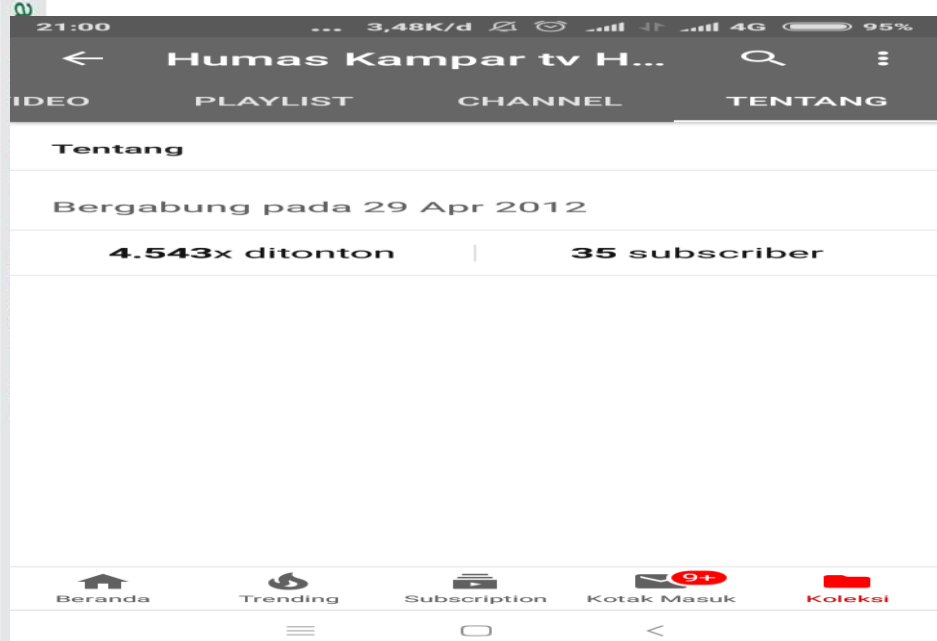 a
21:00 ... 3,48K/d 4G 95%
Humas Kampar tv H...
IDEO PLAYLIST CHANNEL TENTANG
Tentang
Bergabung pada 29 Apr 2012
4.543x ditonton 35 subscriber
9+
Beranda Trending Subscription Kotak Masuk Koleksi